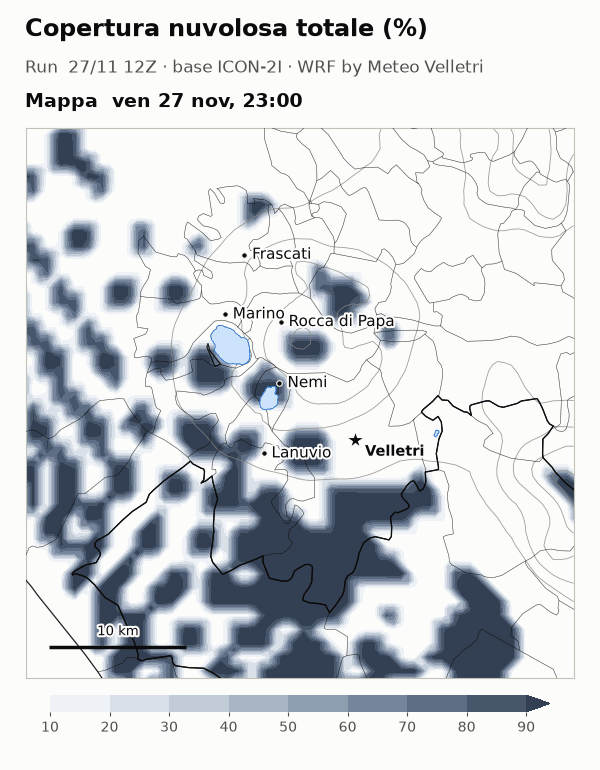 Copertura nuvolosa totale (%)
Run  27/11 12Z · base ICON-2I · WRF by Meteo Velletri
Mappa  ven 27 nov, 23:00
Frascati
Marino
Rocca di Papa
Nemi
Velletri
Lanuvio
10 km
10 20 30 40 50 60 70 80 90